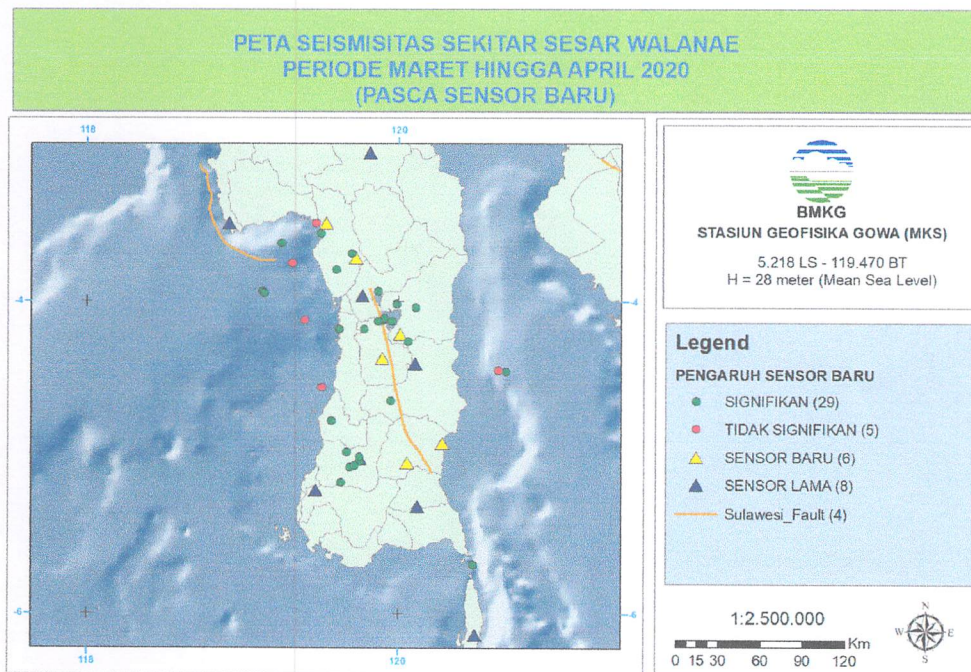 PETA SEISMISITAS SEKITAR SESAR WALANAE
PERIODE MARET HINGGA APRIL 2020
(PASCA SENSOR BARU)
118
120
-4
-4
-6
-6
118
120
BMKG
STASIUN GEOFISIKA GOWA (MKS)
5.218 LS - 119.470 BT
H = 28 meter (Mean Sea Level)
Legend
PENGARUH SENSOR BARU
SIGNIFIKAN (29)
TIDAK SIGNIFIKAN (5)
SENSOR BARU (6)
SENSOR LAMA (8)
Sulawesi_Fault (4)
1:2.500.000
Km
0 15 30 60 90 120
N
W E
S